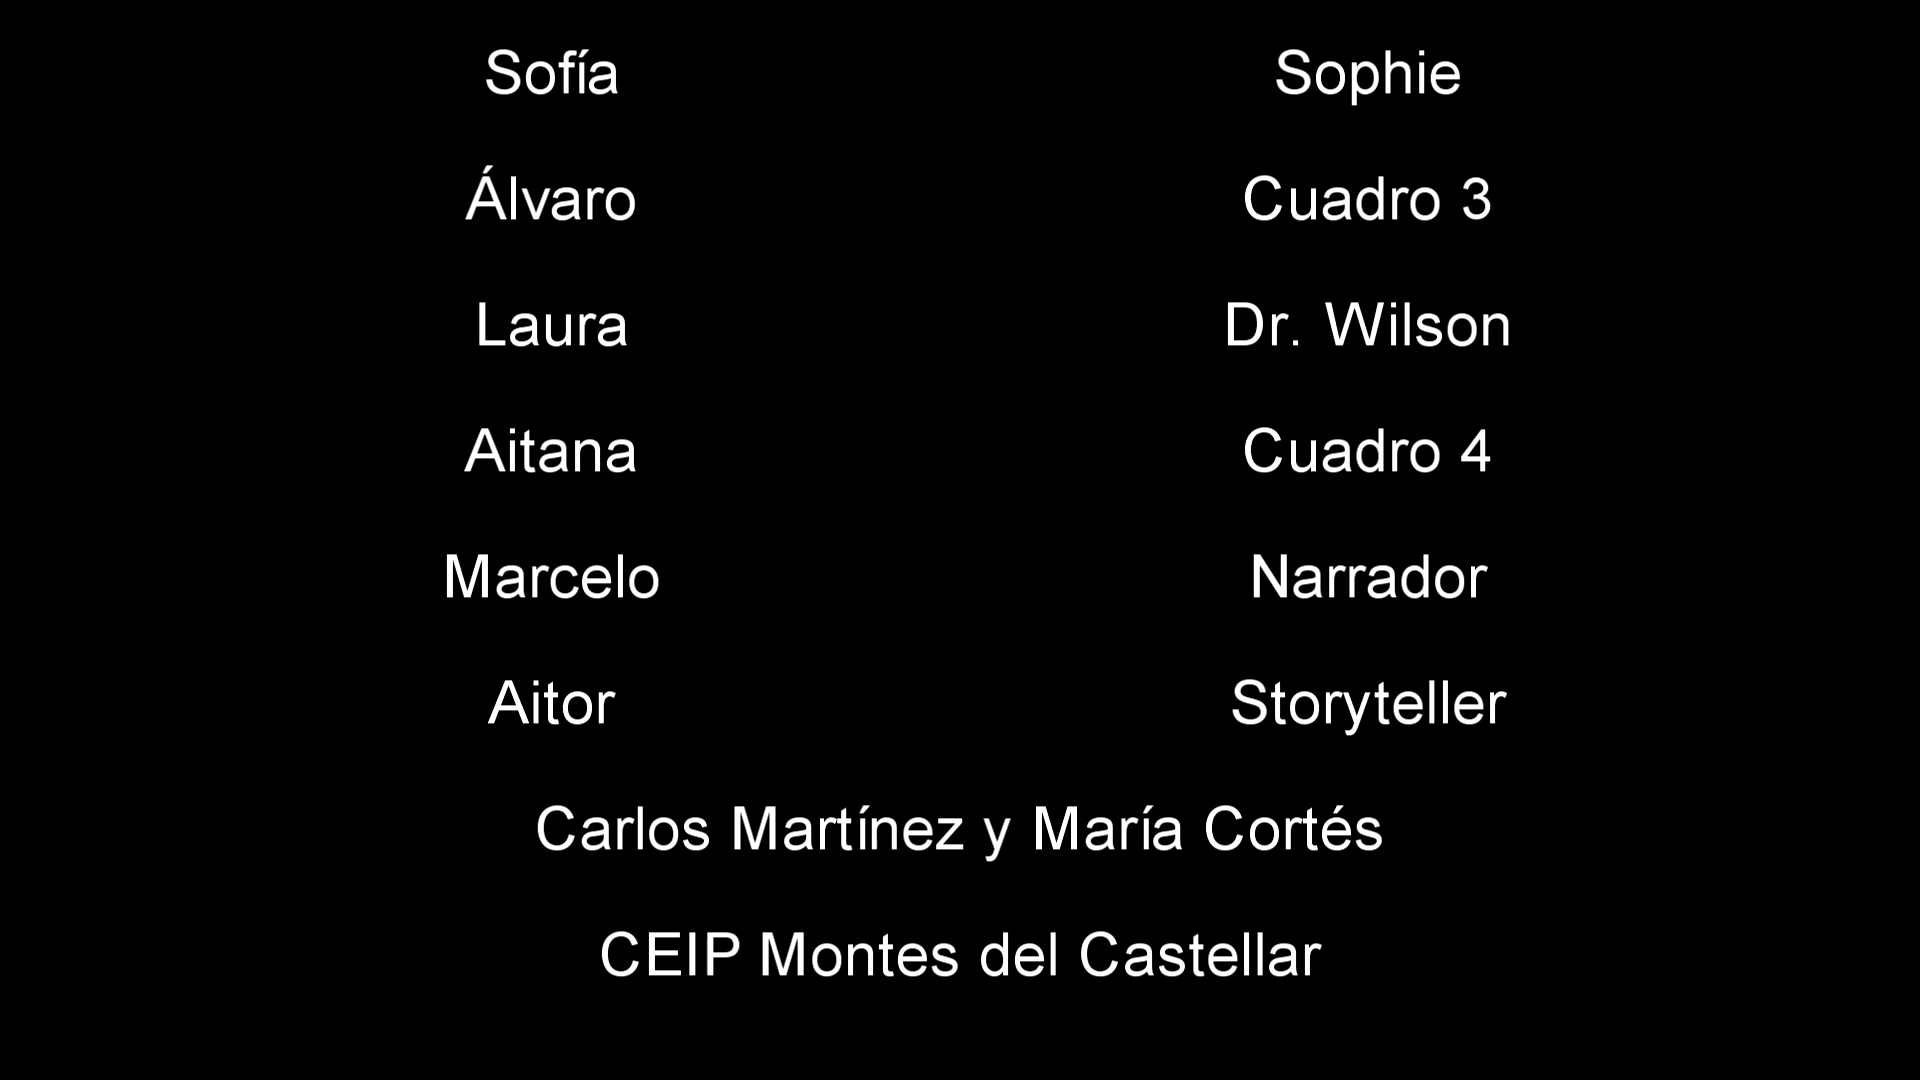 Sofía Sophie
Álvaro Cuadro 3
Laura Dr. Wilson
Aitana Cuadro 4
Marcelo Narrador
Aitor Storyteller
Carlos Martínez y María Cortés
CEIP Montes del Castellar